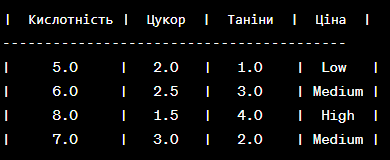 | Кислотність | Цукор | Таніни | Ціна |
--------------------------------------
| 5.0 | 2.0 | 1.0 | Low |
| 6.0 | 2.5 | 3.0 | Medium |
| 8.0 | 1.5 | 4.0 | High |
| 7.0 | 3.0 | 2.0 | Medium |